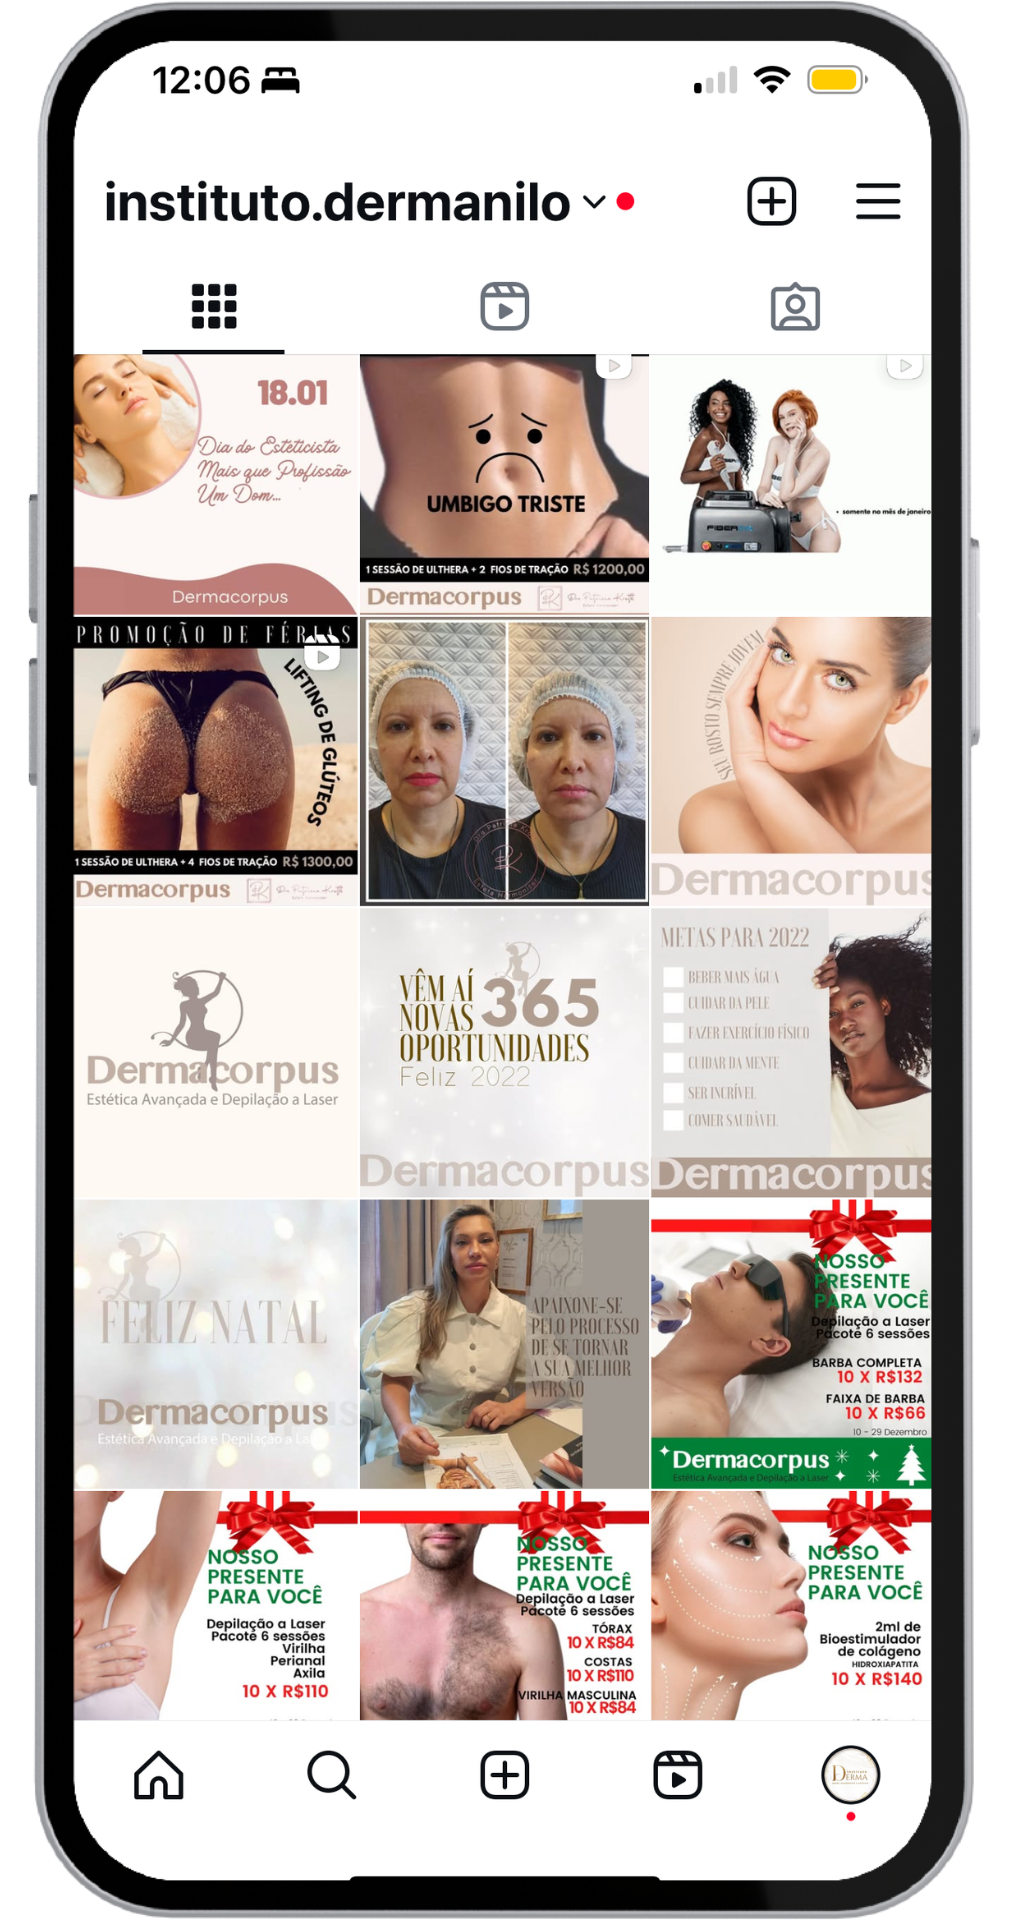 12:06
instituto.dermanilo
18.01
Dia do Esteticista
Mais que Profissão
Um Dom...
Dermacorpus
UMBIGO TRISTE
1 SESSÃO DE ULTHERA + 2 FIOS DE TRAÇÃO R$ 1200,00
Dermacorpus
FIBER
• somente no mês de janeiro
PROMOÇÃO DE FÉRIAS
LIFTING DE GLÚTEOS
1 SESSÃO DE ULTHERA + 4 FIOS DE TRAÇÃO R$ 1300,00
Dermacorpus
SEU ROSTO SEMPRE JOVEM
Dermacorpus
Dermacorpus
Estética Avançada e Depilação a Laser
VÊM AÍ 365
NOVAS
OPORTUNIDADES
Feliz 2022
Dermacorpus
METAS PARA 2022
BEBER MAIS ÁGUA
CUIDAR DA PELE
FAZER EXERCÍCIO FÍSICO
CUIDAR DA MENTE
SER INCRÍVEL
COMER SAUDÁVEL
Dermacorpus
FELIZ NATAL
Dermacorpus
Estética Avançada e Depilação a La
APAIXONE-SE
PELO PROCESSO
DE SE TORNAR
A SUA MELHOR
VERSÃO
NOSSO
PRESENTE
PARA VOCÊ
Depilação a Laser
Pacote 6 sessões
BARBA COMPLETA
10 X R$132
FAIXA DE BARBA
10 X R$66
10 - 29 Dezembro
Dermacorpus
Estética Avançada e Depilação a Laser
NOSSO
PRESENTE
PARA VOCÊ
Depilação a Laser
Pacote 6 sessões
Virilha
Perianal
Axila
10 X R$110
NOSSO
PRESENTE
PARA VOCÊ
Depilação a Laser
Pacote 6 sessões
TÓRAX
10 X R$84
COSTAS
10 X R$110
VIRILHA MASCULINA
10 X R$84
NOSSO
PRESENTE
PARA VOCÊ
2ml de
Bioestimulador
de colágeno
HIDROXIAPATITA
10 X R$140
DERMA